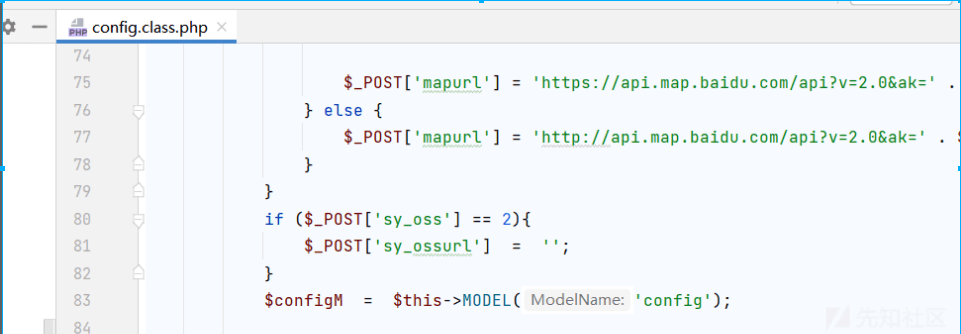 config.class.php
74
75 $_POST['mapurl'] = 'https://api.map.baidu.com/api?v=2.0&ak=' .
76 } else {
77 $_POST['mapurl'] = 'http://api.map.baidu.com/api?v=2.0&ak=' .
78 }
79 }
80 if ($_POST['sy_oss'] == 2){
81 $_POST['sy_ossurl'] = '';
82 }
83 $configM = $this->MODEL( ModelName: 'config');
84
先知社区